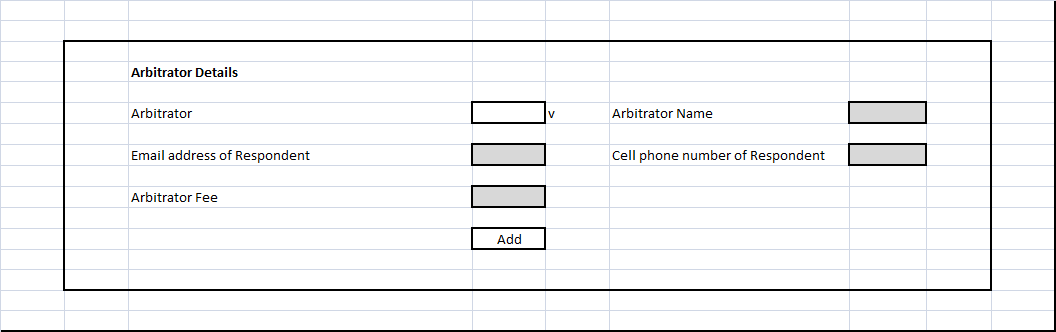 Arbitrator Details
Arbitrator v Arbitrator Name
Email address of Respondent Cell phone number of Respondent
Arbitrator Fee
Add